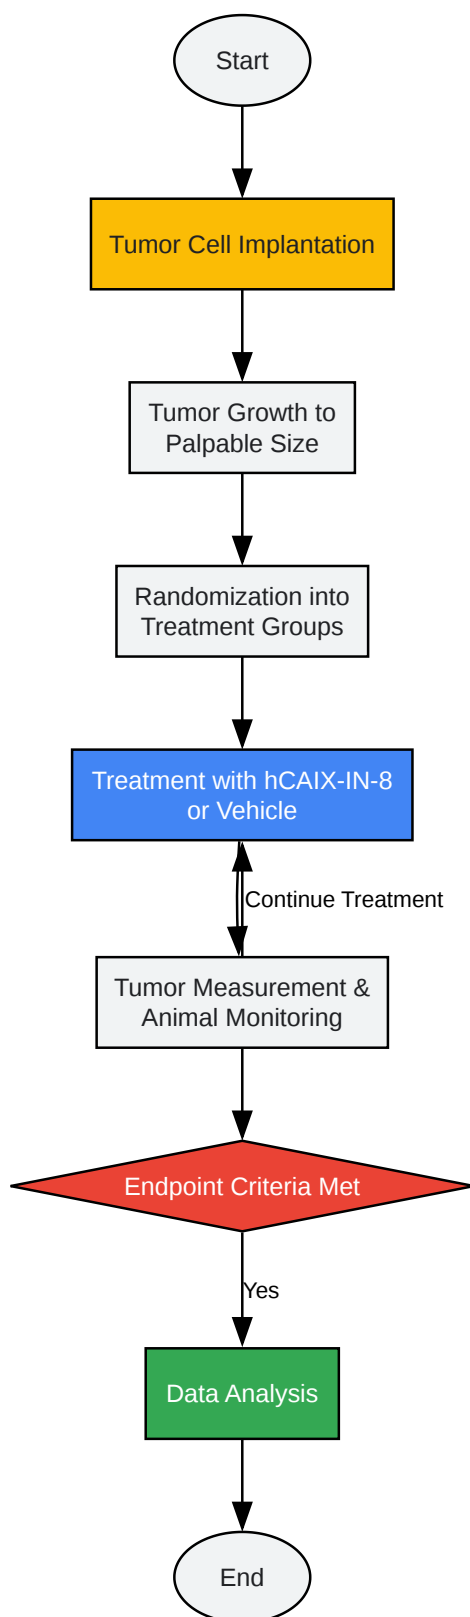 Start
Tumor Cell Implantation
Tumor Growth to
Palpable Size
Randomization into
Treatment Groups
Treatment with hCAIX-IN-8
or Vehicle
Continue Treatment
Tumor Measurement &
Animal Monitoring
Endpoint Criteria Met
Yes
Data Analysis
End